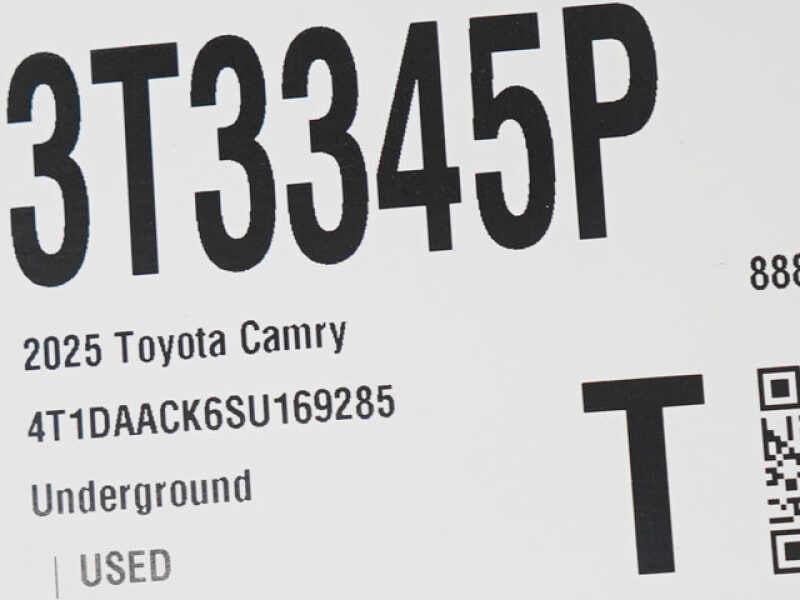 3T3345P
888
2025 Toyota Camry
4T1DAACK6SU169285
T
Underground
USED